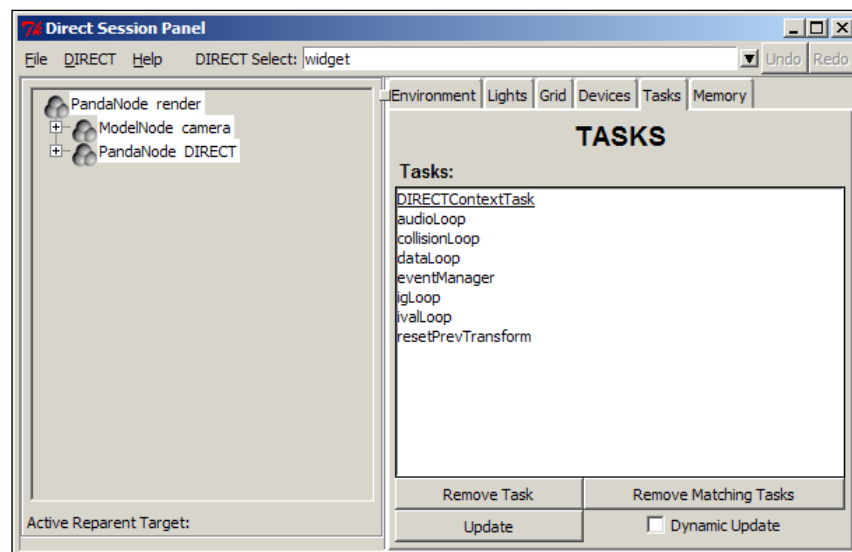 Direct Session Panel
File DIRECT Help DIRECT Select: widget Undo Redo
PandaNode render
ModelNode camera
PandaNode DIRECT
Active Reparent Target:
Environment Lights Grid Devices Tasks Memory
TASKS
Tasks:
DIRECTContextTask
audioLoop
collisionLoop
dataLoop
eventManager
igLoop
ivalLoop
resetPrevTransform
Remove Task Remove Matching Tasks
Update Dynamic Update